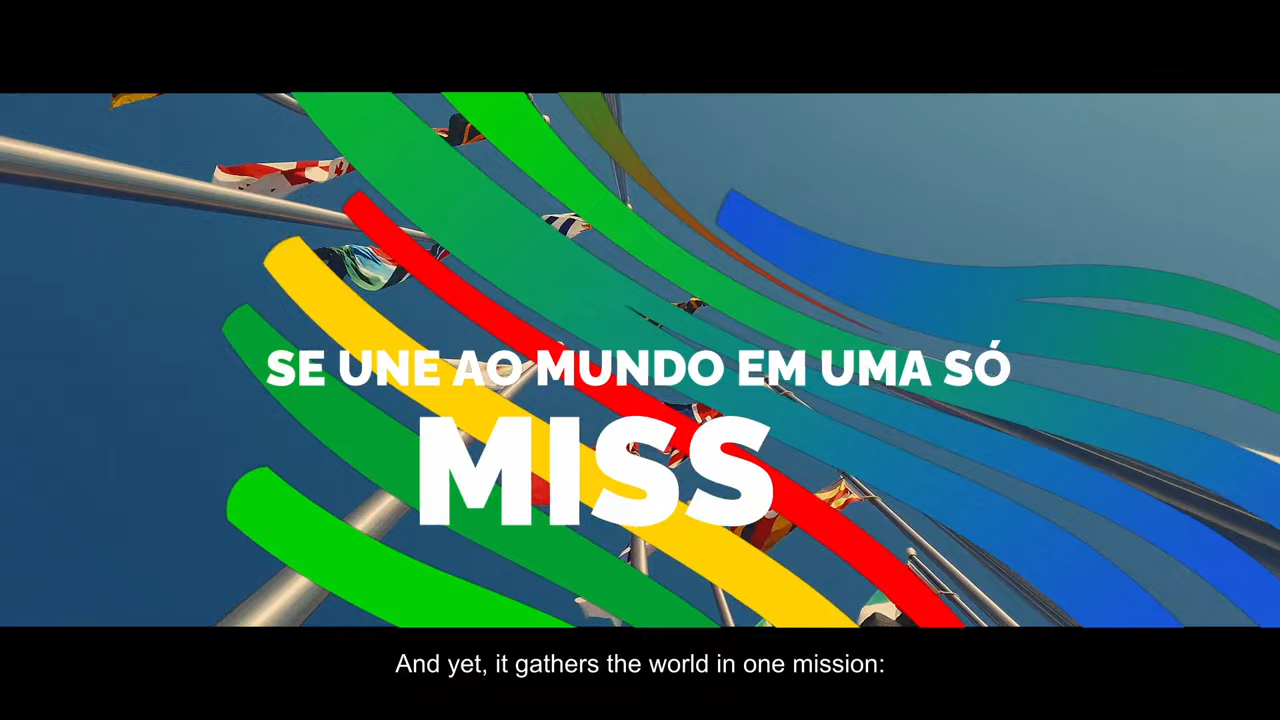 SE UNE AO MUNDO EM UMA SÓ
MISS
And yet, it gathers the world in one mission: